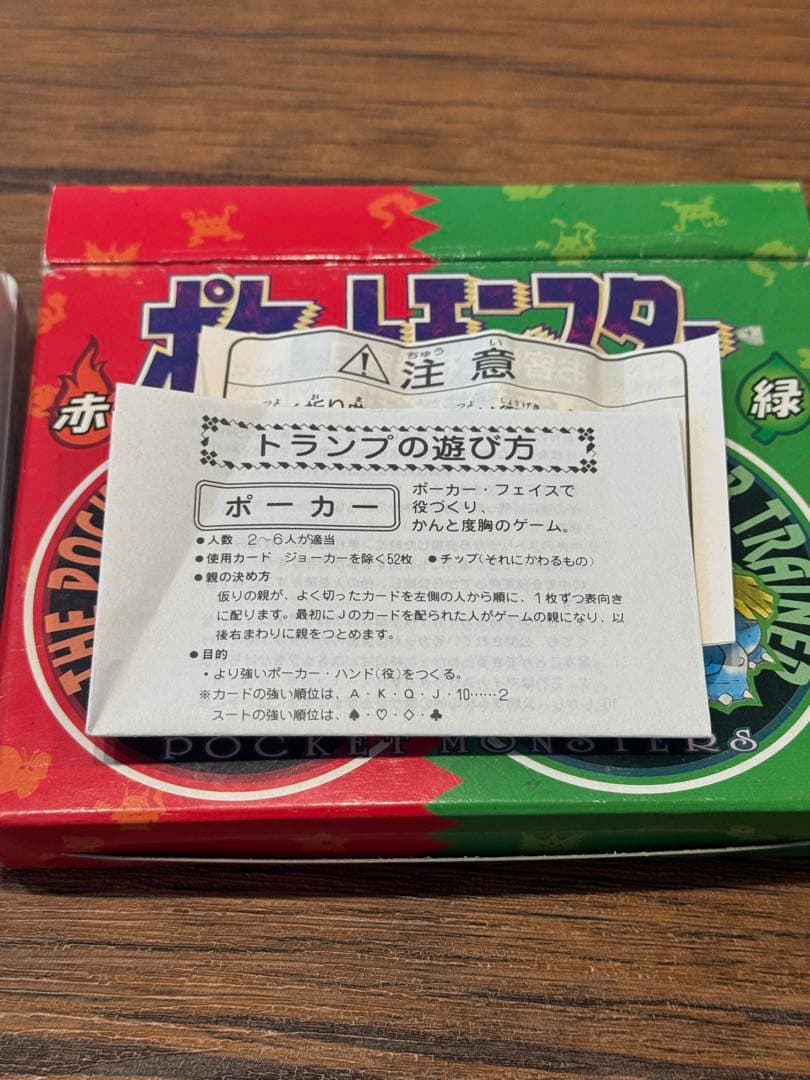 ポケットモンスター
赤
緑
⚠注意
ちゅう い
トランプの遊び方
ポーカー
ポーカー・フェイスで
役づくり、
かんと度胸のゲーム。
●人数 2～6人が適当
●使用カード ジョーカーを除く52枚 ●チップ(それにかわるもの)
●親の決め方
仮りの親が、よく切ったカードを左側の人から順に、1枚ずつ表向き
に配ります。最初にJのカードを配られた人がゲームの親になり、以
後右まわりに親をつとめます。
●目的
・より強いポーカー・ハンド(役)をつくる。
※カードの強い順位は、A・K・Q・J・10……2
スートの強い順位は、♠・♡・◇・♣
THE POCK
TRAINER
POCKET MONSTERS